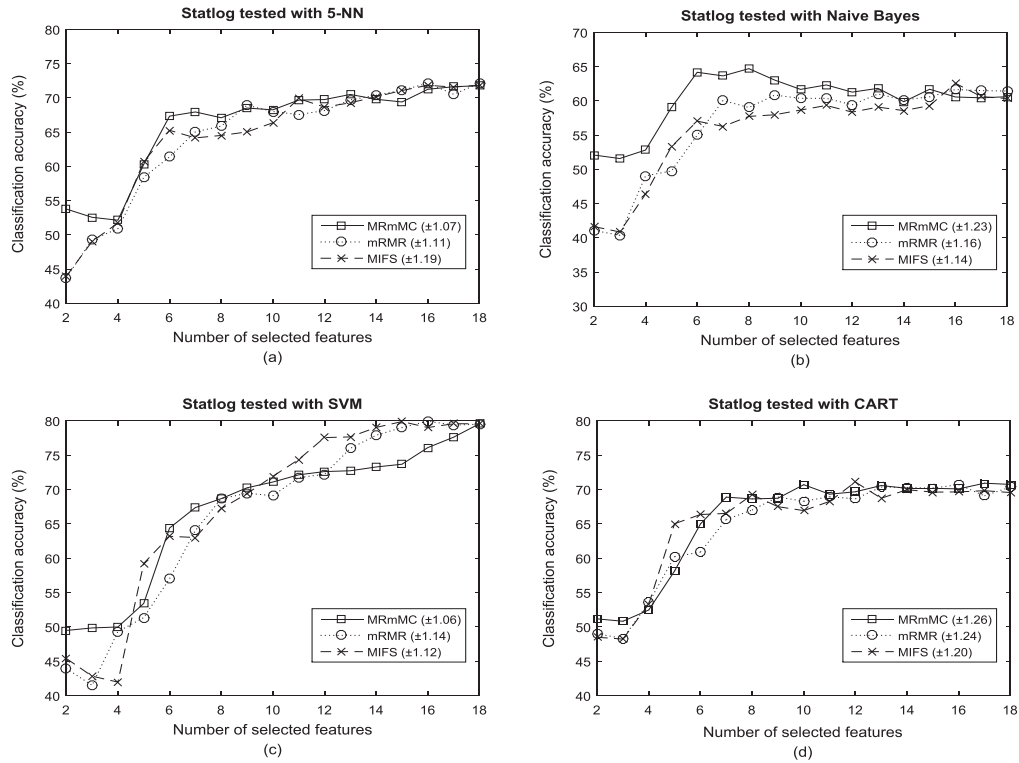 Statlog tested with 5-NN
80
75
70
65
60
55
50
45
40
Classification accuracy (%)
MRmMC (±1.07)
mRMR (±1.11)
MIFS (±1.19)
2 4 6 8 10 12 14 16 18
Number of selected features
(a)
Statlog tested with Naive Bayes
70
65
60
55
50
45
40
35
30
Classification accuracy (%)
MRmMC (±1.23)
mRMR (±1.16)
MIFS (±1.14)
2 4 6 8 10 12 14 16 18
Number of selected features
(b)
Statlog tested with SVM
80
75
70
65
60
55
50
45
40
Classification accuracy (%)
MRmMC (±1.06)
mRMR (±1.14)
MIFS (±1.12)
2 4 6 8 10 12 14 16 18
Number of selected features
(c)
Statlog tested with CART
80
75
70
65
60
55
50
45
40
Classification accuracy (%)
MRmMC (±1.26)
mRMR (±1.24)
MIFS (±1.20)
2 4 6 8 10 12 14 16 18
Number of selected features
(d)